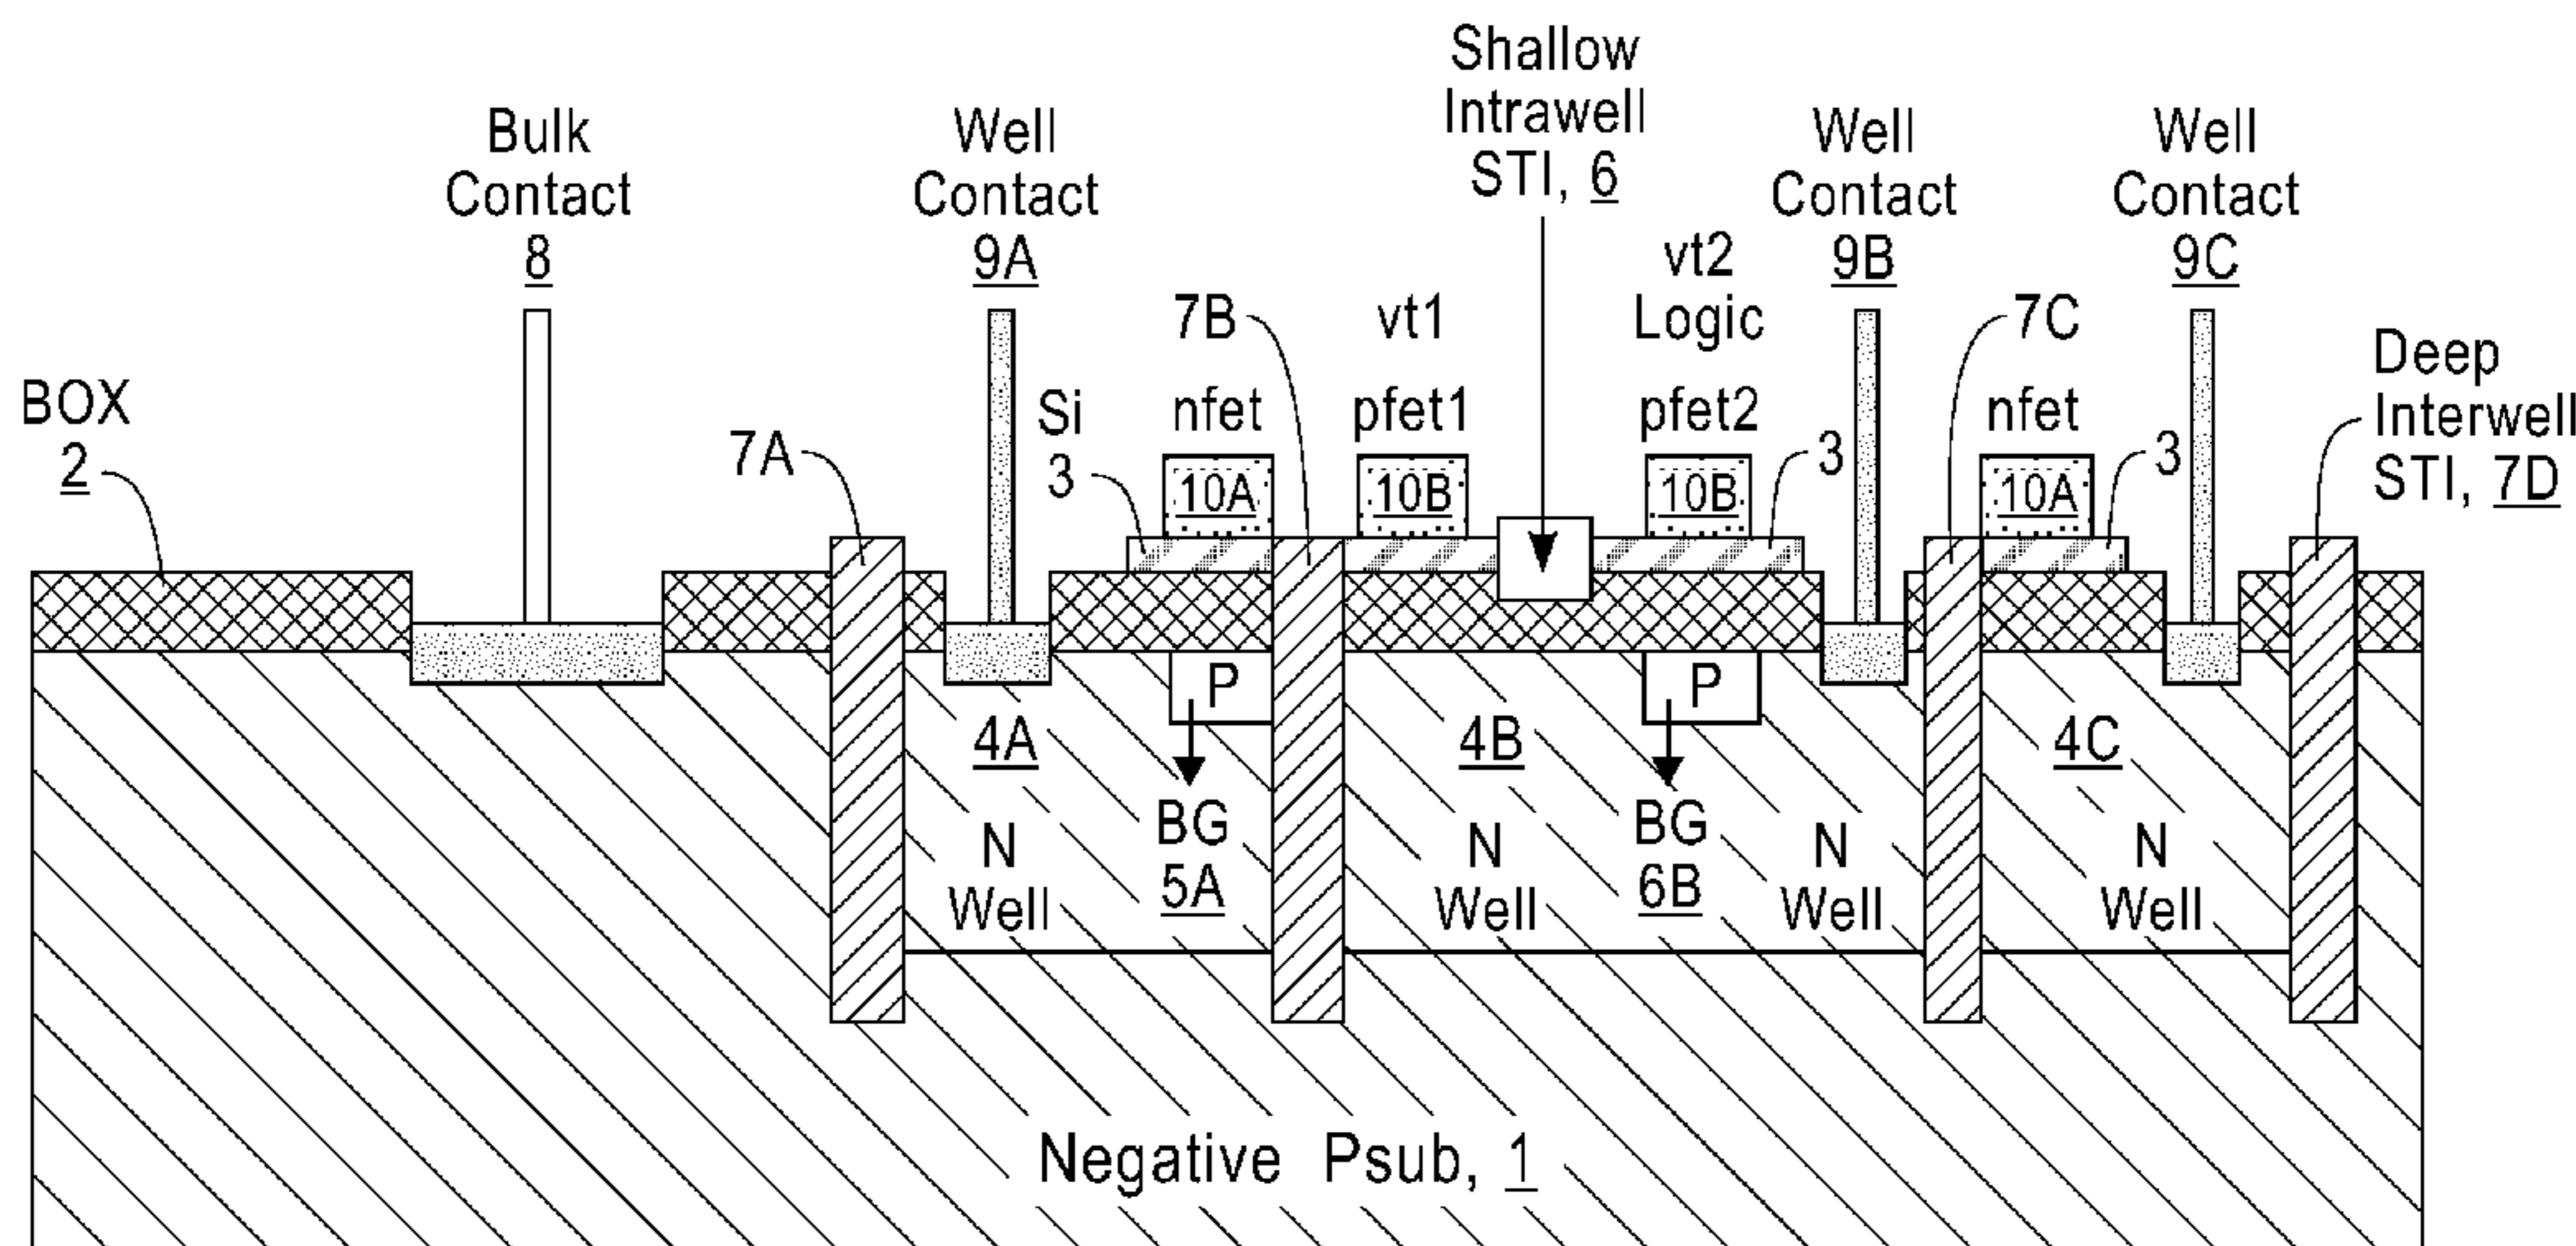 Shallow
Intrawell
STI, 6
Bulk
Contact
8
Well
Contact
9A
Well
Contact
9B
Well
Contact
9C
vt2
Logic
pfet2
7B
vt1
pfet1
7C
Deep
Interwell
STI, 7D
BOX
2
7A
Si
3
nfet
nfet
3
3
10A
10B
10B
10A
P
P
4A
4B
4C
BG
5A
BG
6B
N
Well
N
Well
N
Well
N
Well
Negative Psub, 1